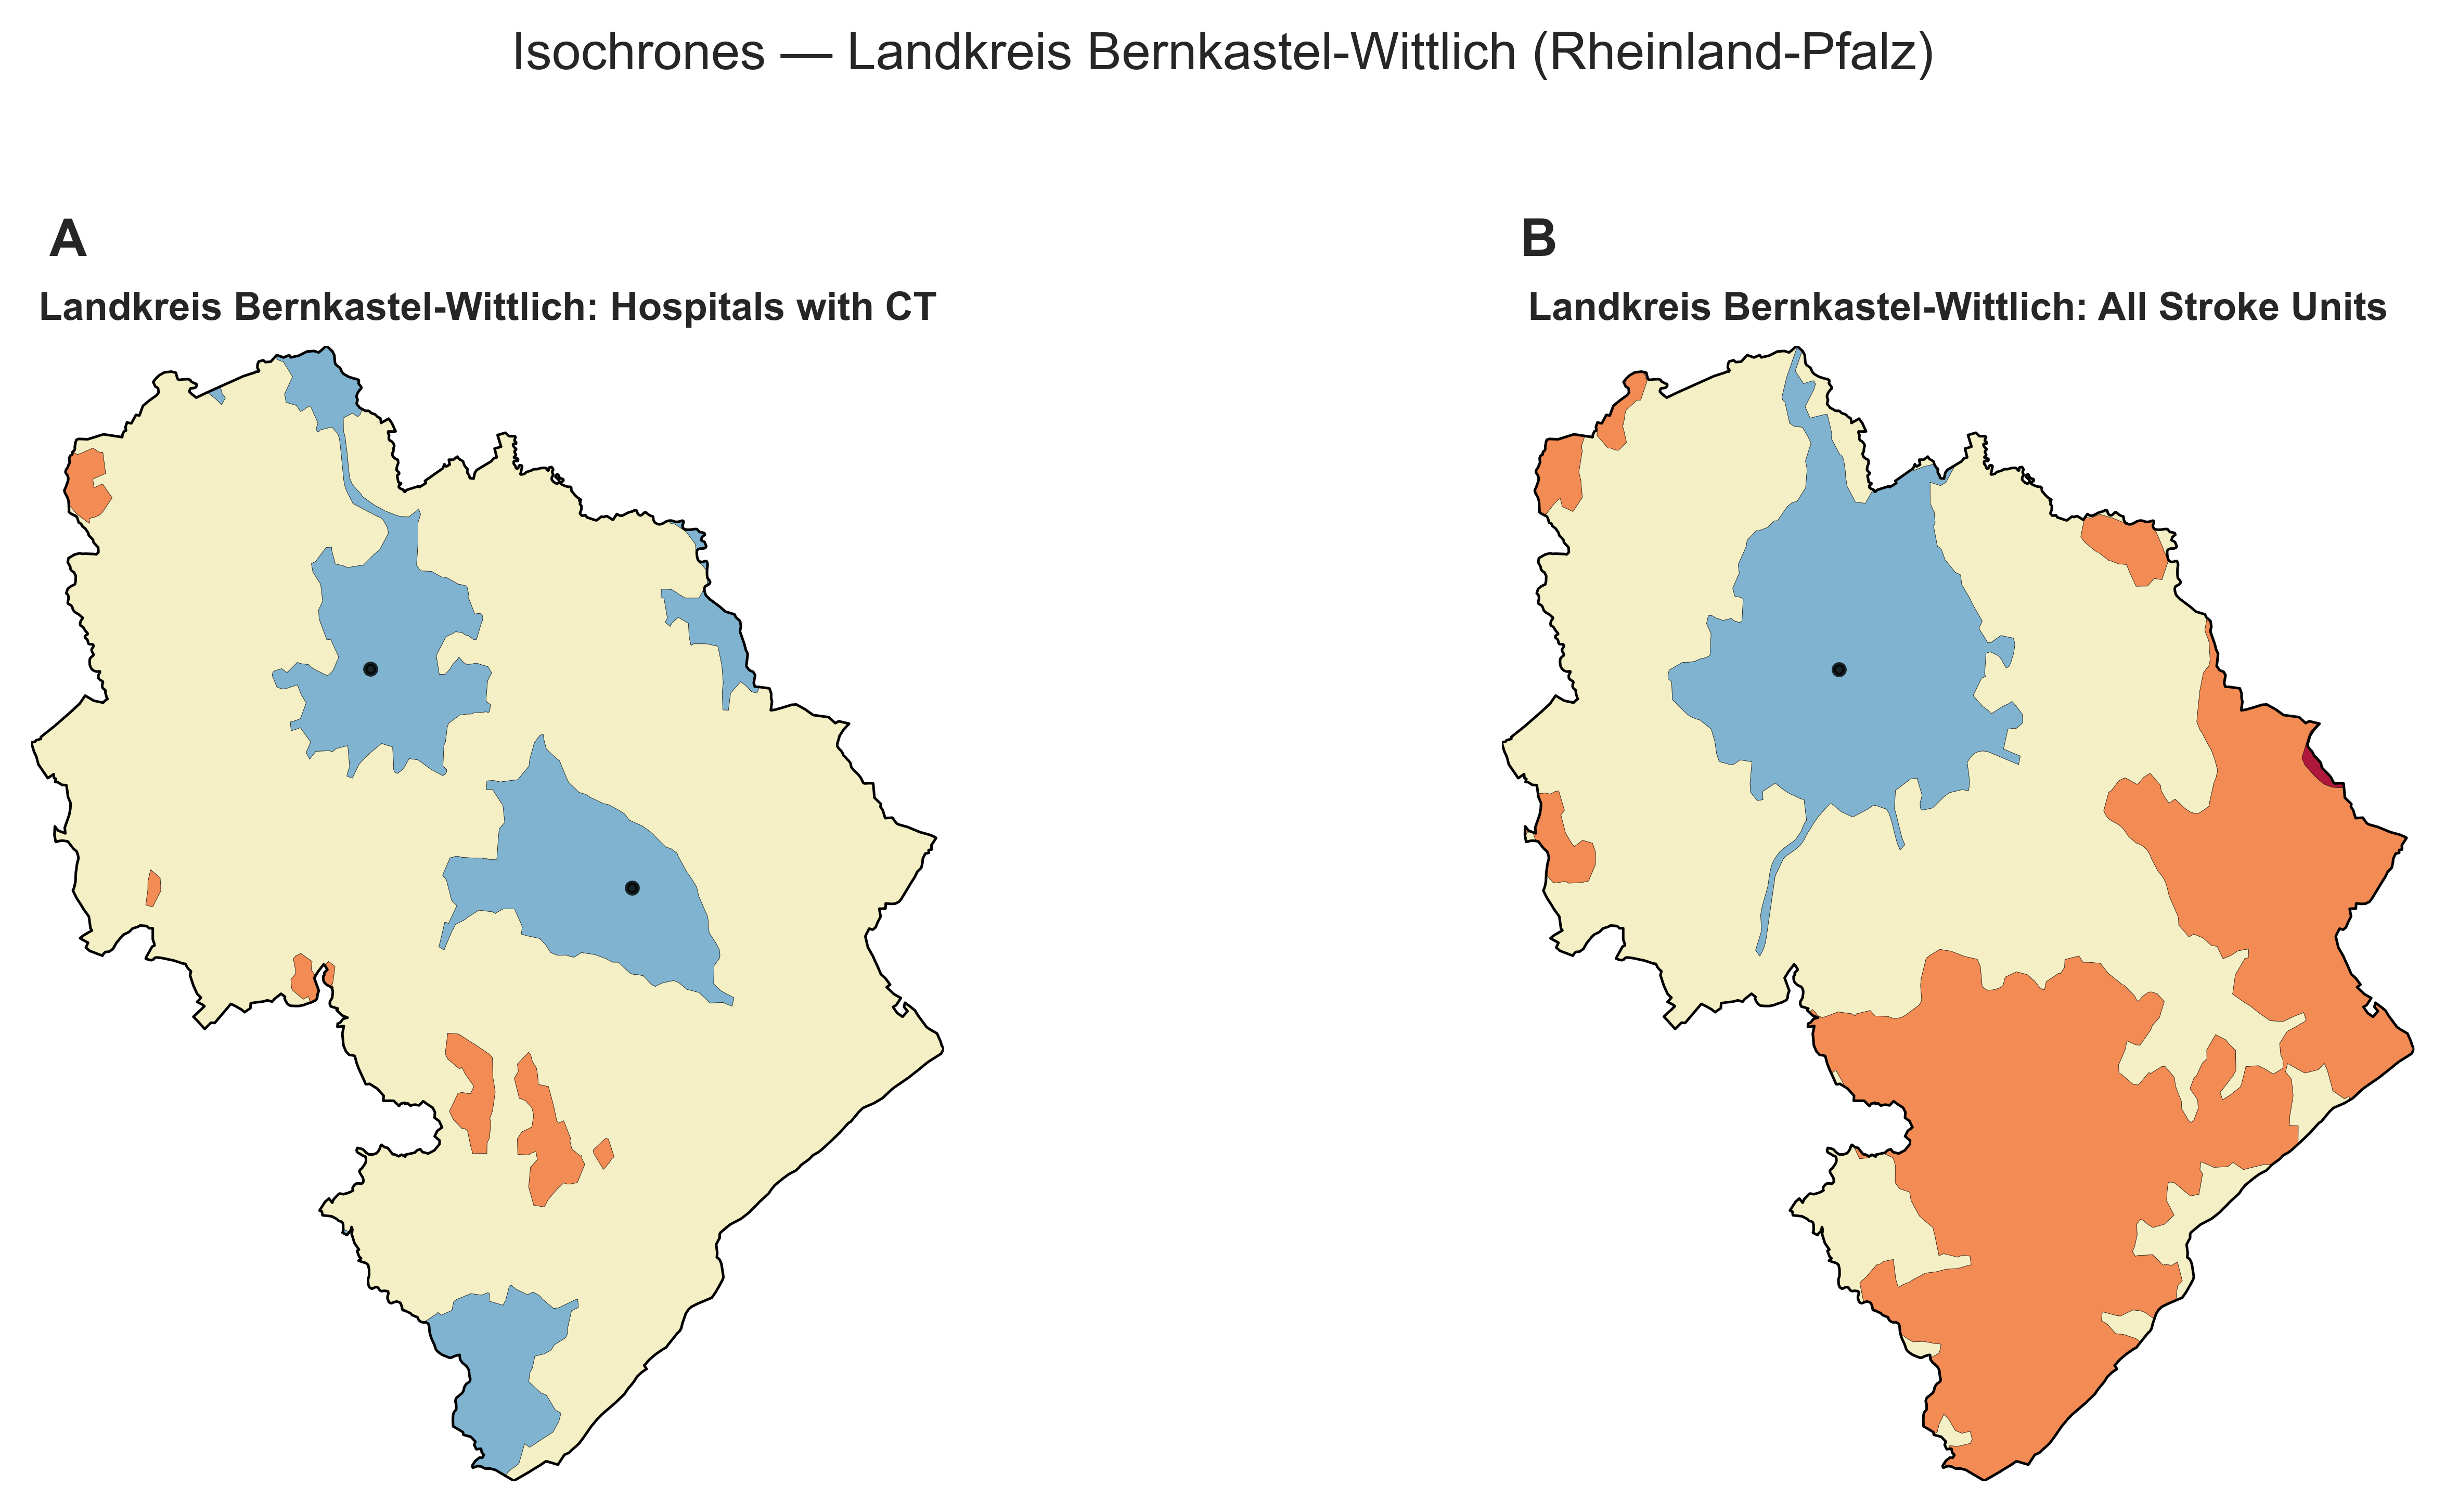 Isochrones — Landkreis Bernkastel-Wittlich (Rheinland-Pfalz)
A
Landkreis Bernkastel-Wittlich: Hospitals with CT
B
Landkreis Bernkastel-Wittlich: All Stroke Units